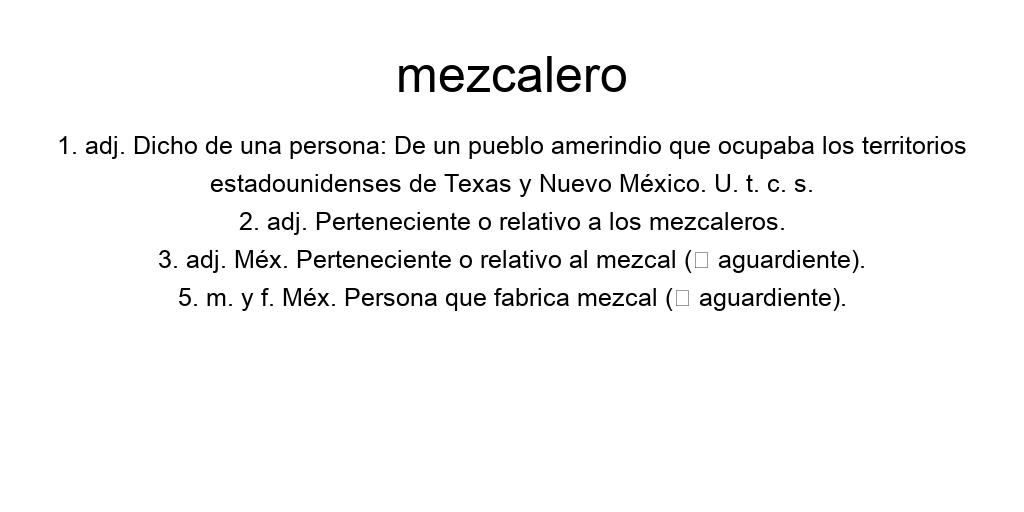 mezcalero
1. adj. Dicho de una persona: De un pueblo amerindio que ocupaba los territorios
estadounidenses de Texas y Nuevo México. U. t. c. s.
2. adj. Perteneciente o relativo a los mezcaleros.
3. adj. Méx. Perteneciente o relativo al mezcal (▯ aguardiente).
5. m. y f. Méx. Persona que fabrica mezcal (▯ aguardiente).